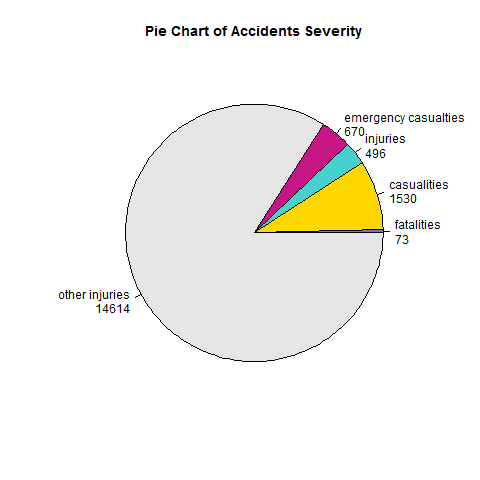 Pie Chart of Accidents Severity
emergency casualties
670
injuries
496
casualities
1530
fatalities
73
other injuries
14614